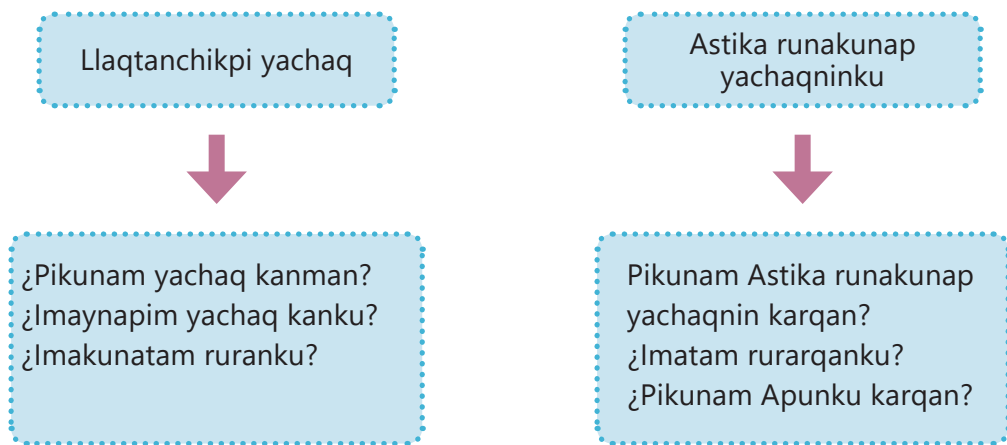 Llaqtanchikpi yachaq
¿Pikunam yachaq kanman?
¿Imaynapim yachaq kanku?
¿Imakunatam ruranku?
Astika runakunap
yachaqninku
Pikunam Astika runakunap
yachaqnin karqan?
¿Imatam rurarqanku?
¿Pikunam Apunku karqan?